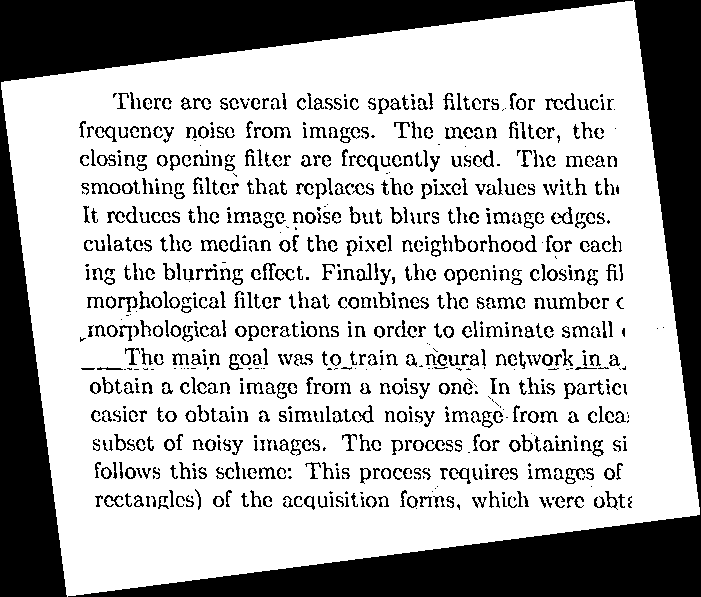 There are several classic spatial filters for reducin
frequency noise from images. The mean filter, the
closing opening filter are frequently used. The mean
smoothing filter that replaces the pixel values with the
It reduces the image noise but blurs the image edges.
culates the median of the pixel neighborhood for each
ing the blurring effect. Finally, the opening closing fil
morphological filter that combines the same number
morphological operations in order to eliminate small
The main goal was to train a neural network in a
obtain a clean image from a noisy one. In this particu
easier to obtain a simulated noisy image from a clea
subset of noisy images. The process for obtaining si
follows this scheme: This process requires images of
rectangles) of the acquisition forms, which were obta